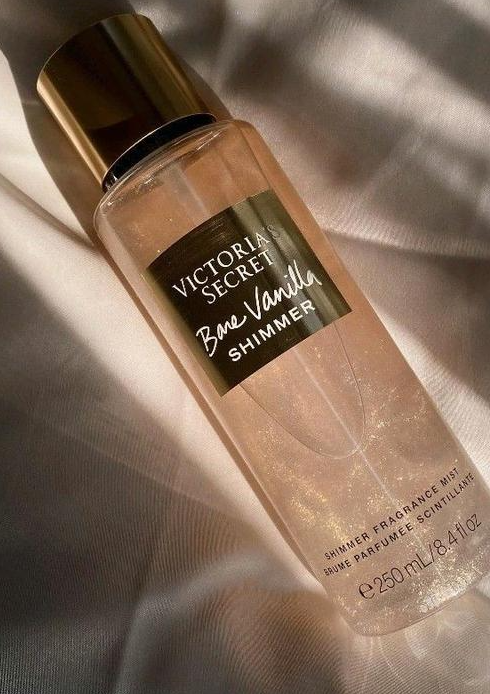 VICTORIA'S
SECRET
Bare Vanilla
SHIMMER
SHIMMER FRAGRANCE MIST
BRUME PARFUMÉE SCINTILLANTE
℮250 mL/8.4 fl oz